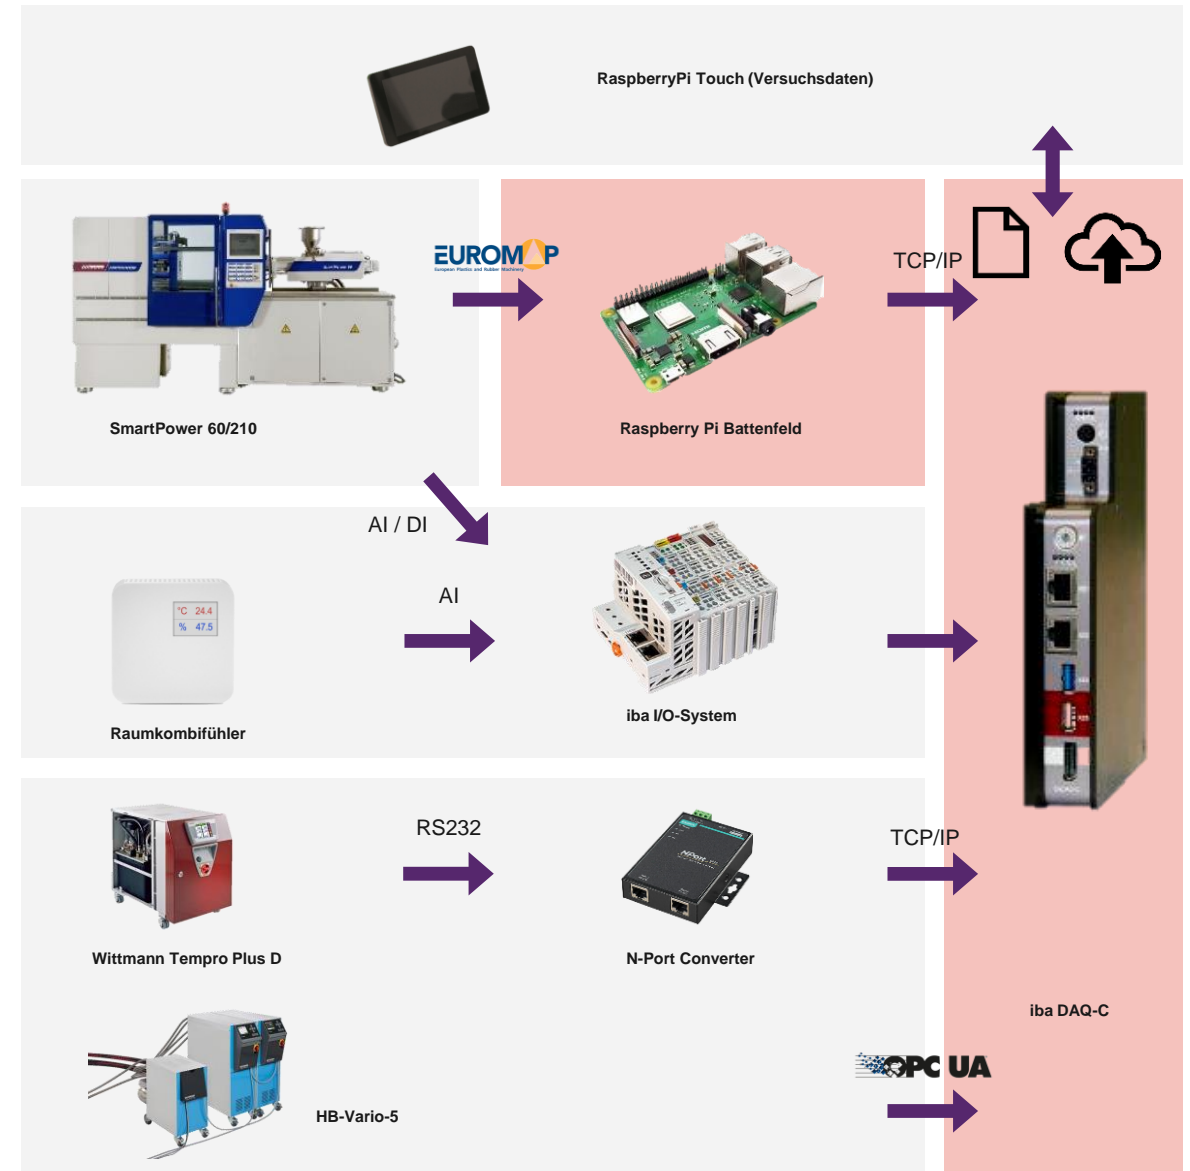 RaspberryPi Touch (Versuchsdaten)
EUROMAP
European Plastics and Rubber Machinery
TCP/IP
SmartPower 60/210
Raspberry Pi Battenfeld
AI / DI
AI
°C 24.4
% 47.5
Raumkombifühler
iba I/O-System
RS232
TCP/IP
NPort
Wittmann Tempro Plus D
N-Port Converter
iba DAQ-C
OPC UA
HB-Vario-5